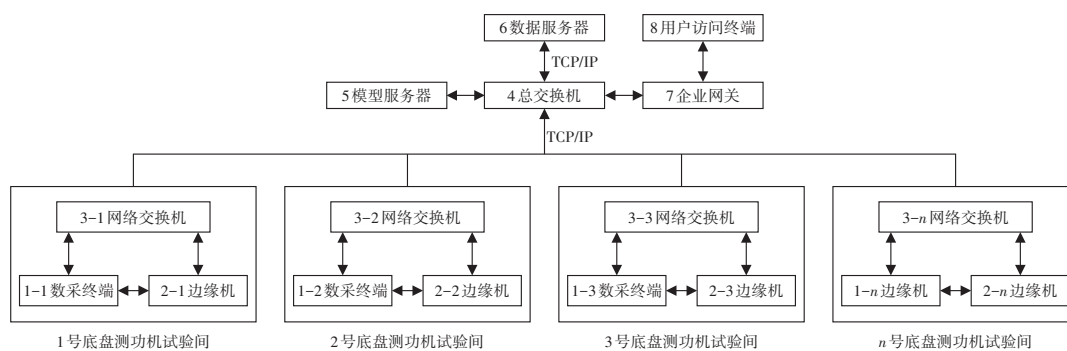 6数据服务器
8用户访问终端
TCP/IP
5模型服务器
4总交换机
7企业网关
TCP/IP
3-1网络交换机
3-2网络交换机
3-3网络交换机
3-n网络交换机
1-1数采终端
2-1边缘机
1-2数采终端
2-2边缘机
1-3数采终端
2-3边缘机
1-n边缘机
2-n边缘机
1号底盘测功机试验间
2号底盘测功机试验间
3号底盘测功机试验间
n号底盘测功机试验间